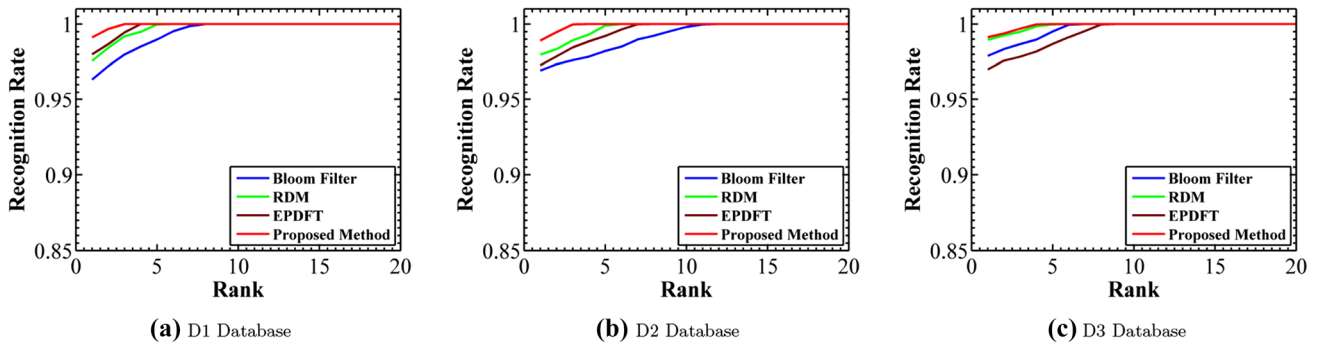 Recognition Rate
1
0.95
0.9
0.85
0 5 10 15 20
Rank
Bloom Filter
RDM
EPDFT
Proposed Method
(a) D1 Database
Recognition Rate
1
0.95
0.9
0.85
0 5 10 15 20
Rank
Bloom Filter
RDM
EPDFT
Proposed Method
(b) D2 Database
Recognition Rate
1
0.95
0.9
0.85
0 5 10 15 20
Rank
Bloom Filter
RDM
EPDFT
Proposed Method
(c) D3 Database